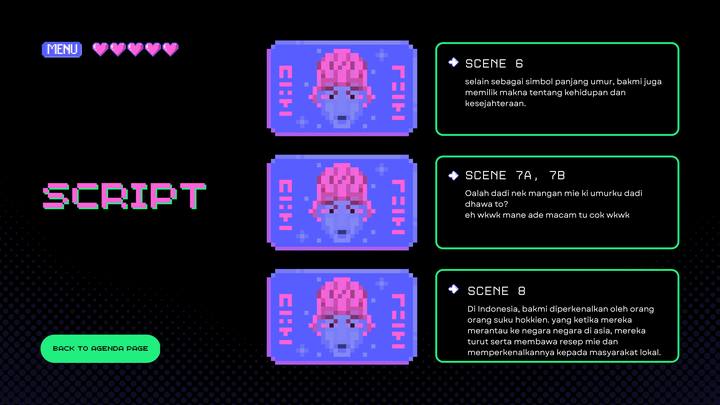 MENU
SCRIPT
BACK TO AGENDA PAGE
SCENE 6
selain sebagai simbol panjang umur, bakmi juga
memilik makna tentang kehidupan dan
kesejahteraan.
SCENE 7A, 7B
Oalah dadi nek mangan mie ki umurku dadi
dhawa to?
eh wkwk mane ade macam tu cok wkwk
SCENE 8
Di Indonesia, bakmi diperkenalkan oleh orang
orang suku hokkien, yang ketika mereka
merantau ke negara negara di asia, mereka
turut serta membawa resep mie dan
memperkenalkannya kepada masyarakat lokal.